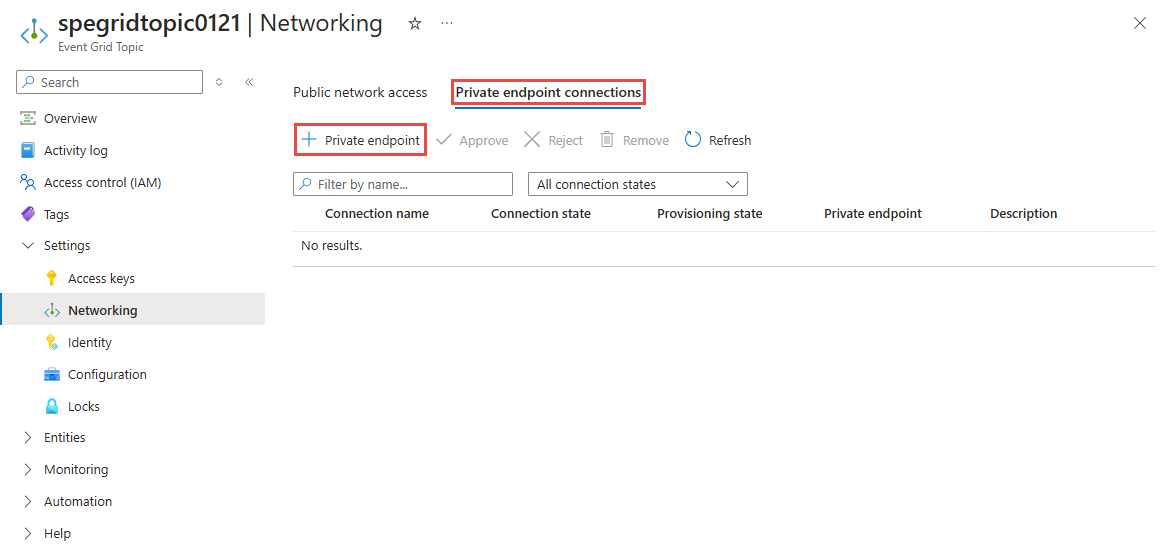 spegridtopic0121 | Networking
Event Grid Topic
Search
Overview
Activity log
Access control (IAM)
Tags
Settings
Access keys
Networking
Identity
Configuration
Locks
Entities
Monitoring
Automation
Help
Public network access Private endpoint connections
Private endpoint Approve Reject Remove Refresh
Filter by name... All connection states
Connection name Connection state Provisioning state Private endpoint Description
No results.